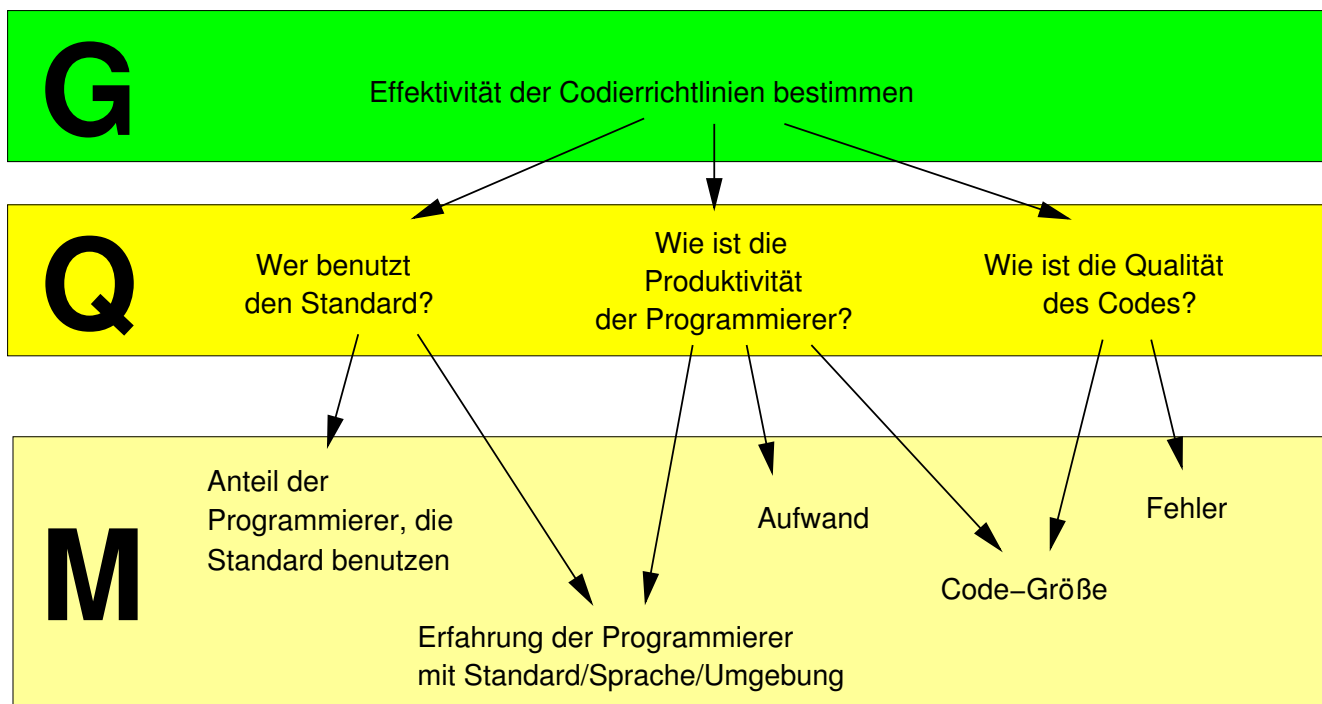 G
Effektivität der Codierrichtlinien bestimmen
Q
Wer benutzt
den Standard?
Wie ist die
Produktivität
der Programmierer?
Wie ist die Qualität
des Codes?
M
Anteil der
Programmierer, die
Standard benutzen
Erfahrung der Programmierer
mit Standard/Sprache/Umgebung
Aufwand
Code−Größe
Fehler